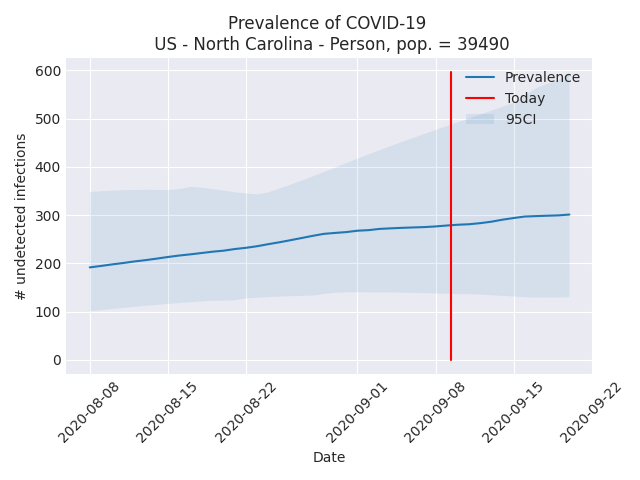 Prevalence of COVID-19
US - North Carolina - Person, pop. = 39490
# undetected infections
600
500
400
300
200
100
0
Prevalence
Today
95CI
2020-08-08
2020-08-15
2020-08-22
2020-09-01
2020-09-08
2020-09-15
2020-09-22
Date